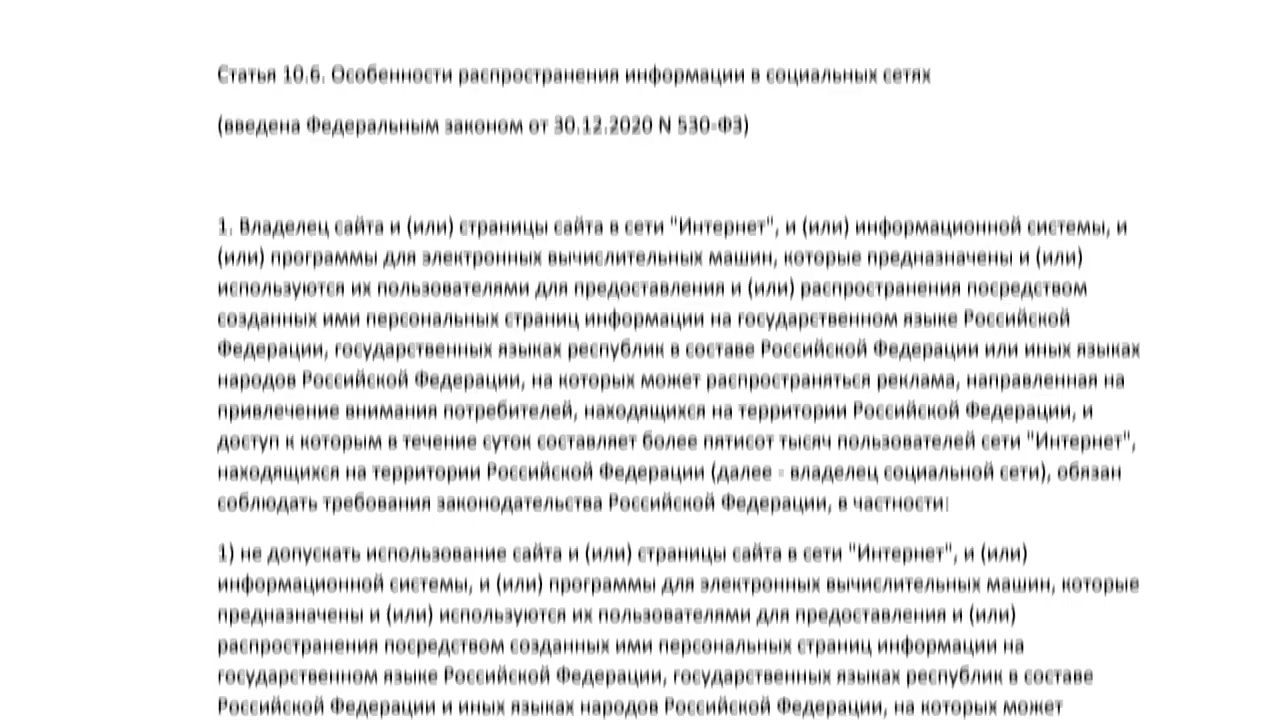 Статья 10.6. Особенности распространения информации в социальных сетях
(введена Федеральным законом от 30.12.2020 N 530-ФЗ)
1. Владелец сайта и (или) страницы сайта в сети "Интернет", и (или) информационной системы, и
(или) программы для электронных вычислительных машин, которые предназначены и (или)
используются их пользователями для предоставления и (или) распространения посредством
созданных ими персональных страниц информации на государственном языке Российской
Федерации, государственных языках республик в составе Российской Федерации или иных языках
народов Российской Федерации, на которых может распространяться реклама, направленная на
привлечение внимания потребителей, находящихся на территории Российской Федерации, и
доступ к которым в течение суток составляет более пятисот тысяч пользователей сети "Интернет",
находящихся на территории Российской Федерации (далее - владелец социальной сети), обязан
соблюдать требования законодательства Российской Федерации, в частности:
1) не допускать использование сайта и (или) страницы сайта в сети "Интернет", и (или)
информационной системы, и (или) программы для электронных вычислительных машин, которые
предназначены и (или) используются их пользователями для предоставления и (или)
распространения посредством созданных ими персональных страниц информации на
государственном языке Российской Федерации, государственных языках республик в составе
Российской Федерации и иных языках народов Российской Федерации, на которых может